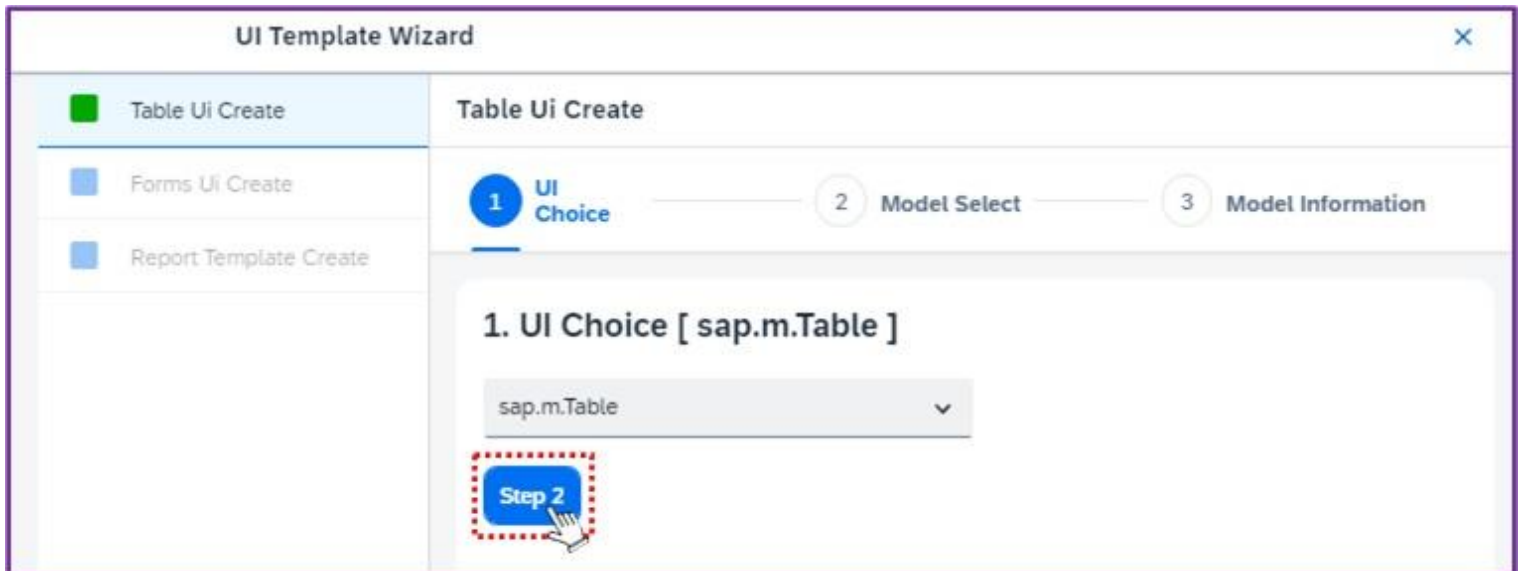 UI Template Wizard
Table Ui Create
Forms Ui Create
Report Template Create
Table Ui Create
1 UI
Choice
2 Model Select
3 Model Information
1. UI Choice [ sap.m.Table ]
sap.m.Table
Step 2